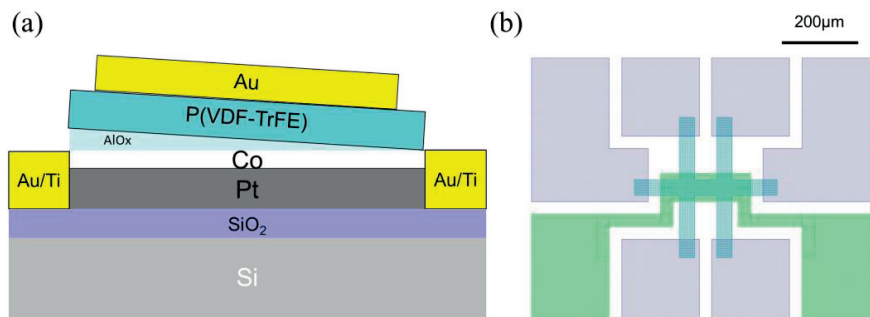 (a)
Au
P(VDF-TrFE)
AlOx
Co
Au/Ti
Pt
Au/Ti
SiO₂
Si
(b)
200μm